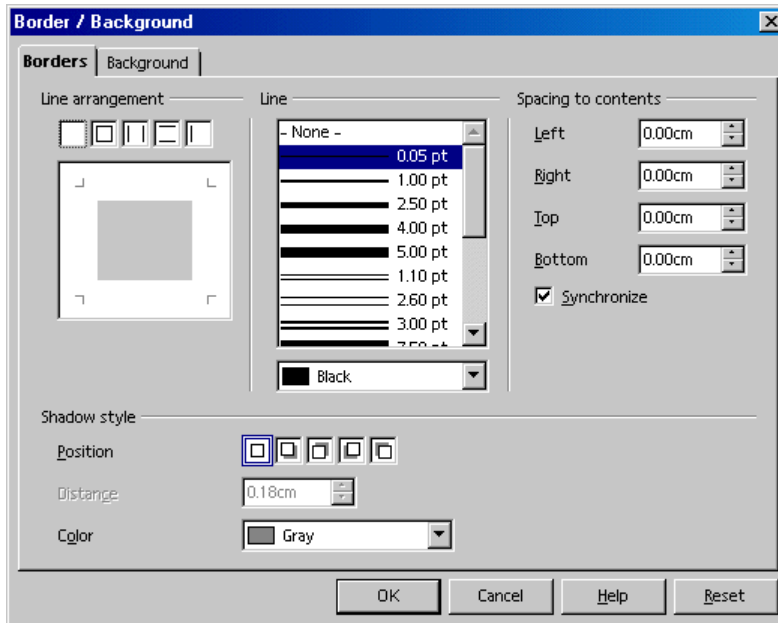 Border / Background
Borders
Background
Line arrangement
Line
- None -
0.05 pt
1.00 pt
2.50 pt
4.00 pt
5.00 pt
1.10 pt
2.60 pt
3.00 pt
7.50 pt
Black
Spacing to contents
Left 0.00cm
Right 0.00cm
Top 0.00cm
Bottom 0.00cm
Synchronize
Shadow style
Position
Distance 0.18cm
Color Gray
OK Cancel Help Reset